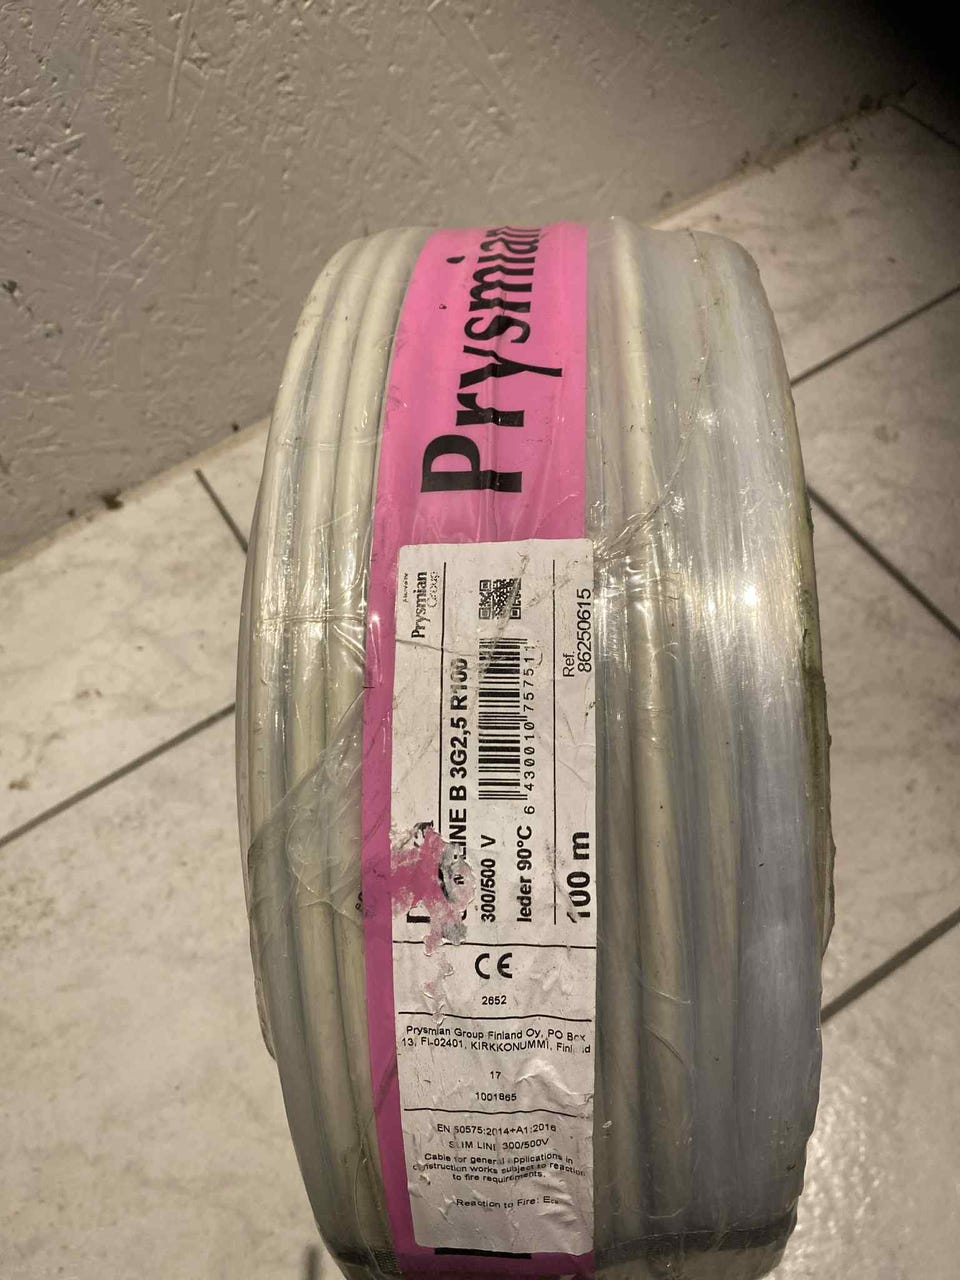 Prysmian
Prysmian
Group
LINE B 3G2,5 R100
300/500 V
leder 90°C
6 430010 757511
100 m
Ref.
86250615
CE
2652
Prysmian Group Finland Oy, PO Box
13, FI-02401, KIRKKONUMMI,
17
1001865
EN 50575:2014+A1:2016
LINE 300/500V
Cable for general applications in
construction works subject to reaction
to fire requirements.
Reaction to Fire: